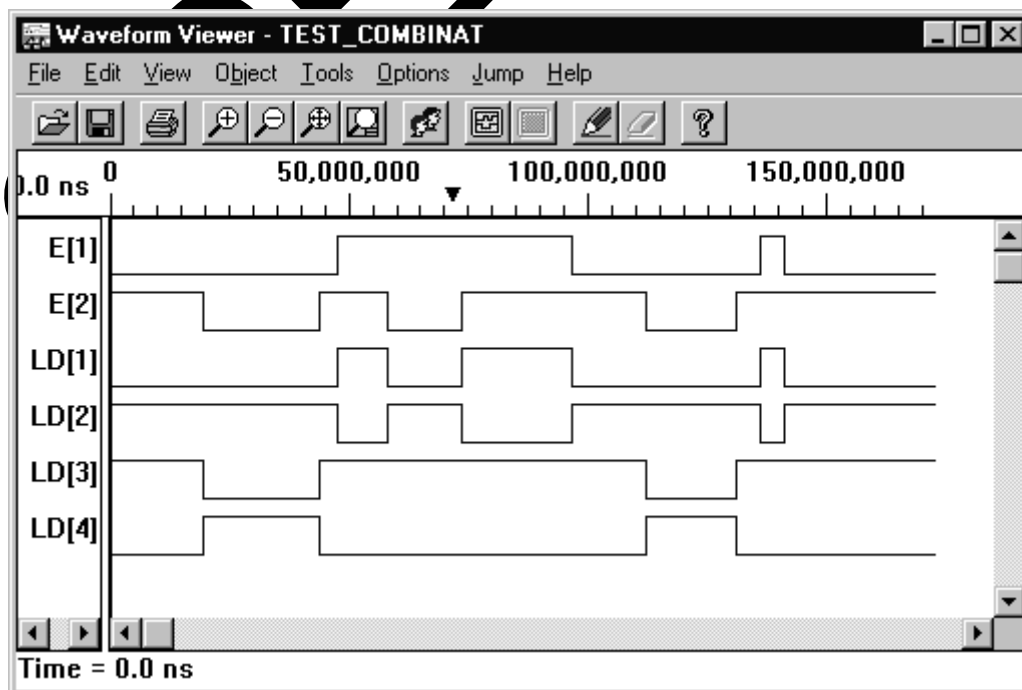 Waveform Viewer - TEST_COMBINAT
File Edit View Object Tools Options Jump Help
0.0 ns 0 50,000,000 100,000,000 150,000,000
E[1]
E[2]
LD[1]
LD[2]
LD[3]
LD[4]
Time = 0.0 ns